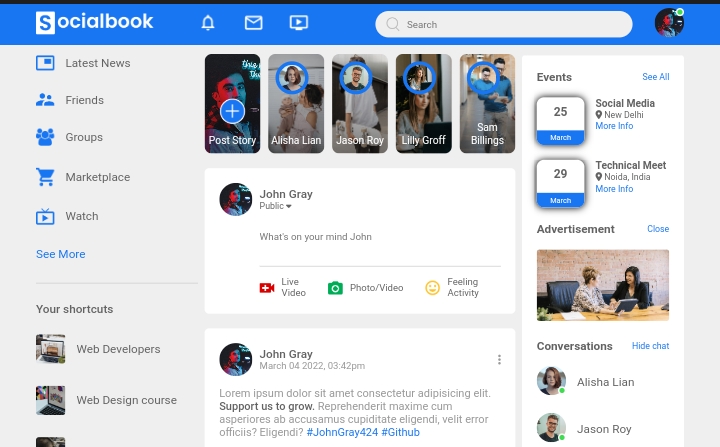 Socialbook
Search
Latest News
Friends
Groups
Marketplace
Watch
See More
Your shortcuts
Web Developers
Web Design course
Post Story
Alisha Lian
Jason Roy
Lilly Groff
Sam
Billings
John Gray
Public
What's on your mind John
Live
Video
Photo/Video
Feeling
Activity
John Gray
March 04 2022, 03:42pm
Lorem ipsum dolor sit amet consectetur adipisicing elit.
Support us to grow. Reprehenderit maxime cum
asperiores ab accusamus cupiditate eligendi, velit error
officiis? Eligendi? #JohnGray424 #Github
Events
See All
25
March
Social Media
New Delhi
More Info
29
March
Technical Meet
Noida, India
More Info
Advertisement
Close
Conversations
Hide chat
Alisha Lian
Jason Roy